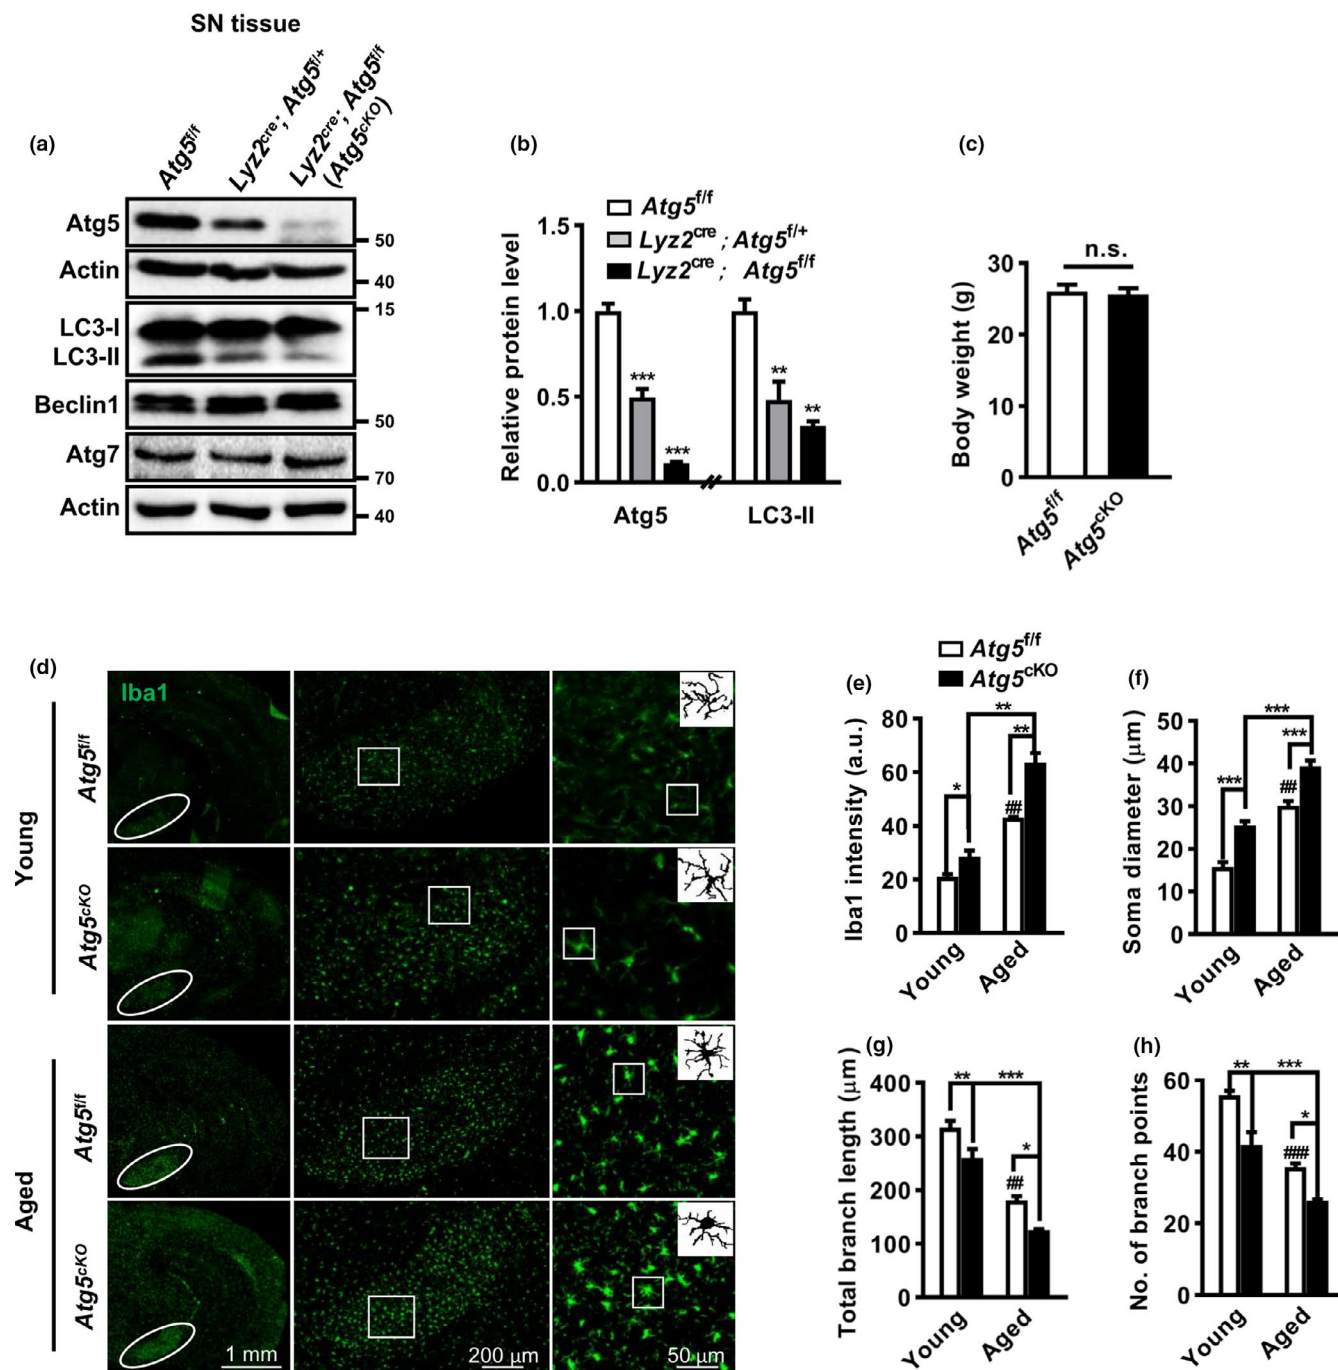 SN tissue
(a)
Atg5f/f
Lyz2cre; Atg5f/+
Lyz2cre; Atg5f/f
(Atg5cKO)
Atg5
50
Actin
40
15
LC3-I
LC3-II
Beclin1
50
Atg7
70
Actin
40
(b)
Atg5f/f
Lyz2cre; Atg5f/+
Lyz2cre; Atg5f/f
Relative protein level
1.5
1.0
0.5
0.0
***
***
**
**
Atg5
LC3-II
(c)
n.s.
Body weight (g)
30
20
10
0
Atg5f/f
Atg5cKO
(d)
Iba1
Young
Atg5f/f
Atg5cKO
Aged
Atg5f/f
Atg5cKO
1 mm
200 μm
50 μm
Atg5f/f
Atg5cKO
(e)
Iba1 intensity (a.u.)
80
60
40
20
0
**
**
*
##
Young
Aged
(f)
Soma diameter (μm)
50
40
30
20
10
0
***
***
***
##
Young
Aged
(g)
Total branch length (μm)
400
300
200
100
0
**
***
*
##
Young
Aged
(h)
No. of branch points
60
40
20
0
**
***
*
###
Young
Aged